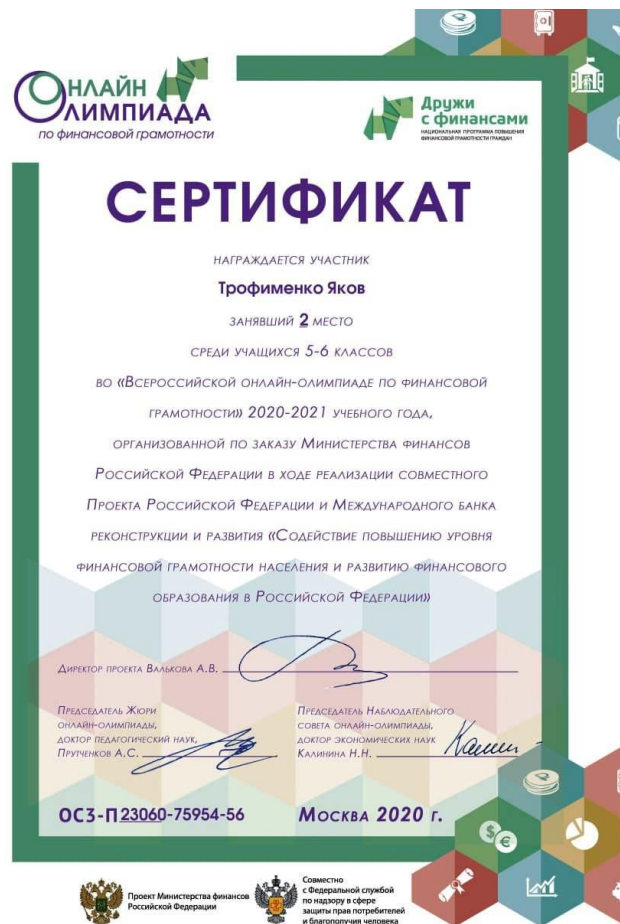 ОНЛАЙН
ОЛИМПИАДА
по финансовой грамотности
Дружи
с финансами
НАЦИОНАЛЬНАЯ ПРОГРАММА ПОВЫШЕНИЯ
ФИНАНСОВОЙ ГРАМОТНОСТИ ГРАЖДАН
СЕРТИФИКАТ
НАГРАЖДАЕТСЯ УЧАСТНИК
Трофименко Яков
ЗАНЯВШИЙ 2 МЕСТО
СРЕДИ УЧАЩИХСЯ 5-6 КЛАССОВ
ВО «ВСЕРОССИЙСКОЙ ОНЛАЙН-ОЛИМПИАДЕ ПО ФИНАНСОВОЙ
ГРАМОТНОСТИ» 2020-2021 УЧЕБНОГО ГОДА,
ОРГАНИЗОВАННОЙ ПО ЗАКАЗУ МИНИСТЕРСТВА ФИНАНСОВ
РОССИЙСКОЙ ФЕДЕРАЦИИ В ХОДЕ РЕАЛИЗАЦИИ СОВМЕСТНОГО
ПРОЕКТА РОССИЙСКОЙ ФЕДЕРАЦИИ И МЕЖДУНАРОДНОГО БАНКА
РЕКОНСТРУКЦИИ И РАЗВИТИЯ «СОДЕЙСТВИЕ ПОВЫШЕНИЮ УРОВНЯ
ФИНАНСОВОЙ ГРАМОТНОСТИ НАСЕЛЕНИЯ И РАЗВИТИЮ ФИНАНСОВОГО
ОБРАЗОВАНИЯ В РОССИЙСКОЙ ФЕДЕРАЦИИ»
ДИРЕКТОР ПРОЕКТА ВАЛЬКОВА А.В.
ПРЕДСЕДАТЕЛЬ ЖЮРИ
ОНЛАЙН-ОЛИМПИАДЫ,
ДОКТОР ПЕДАГОГИЧЕСКИЙ НАУК,
ПРУТЧЕНКОВ А.С.
ПРЕДСЕДАТЕЛЬ НАБЛЮДАТЕЛЬНОГО
СОВЕТА ОНЛАЙН-ОЛИМПИАДЫ,
ДОКТОР ЭКОНОМИЧЕСКИХ НАУК
КАЛИНИНА Н.Н.
ОС3-П23060-75954-56
МОСКВА 2020 Г.
Проект Министерства финансов
Российской Федерации
Совместно
с Федеральной службой
по надзору в сфере
защиты прав потребителей
и благополучия человека